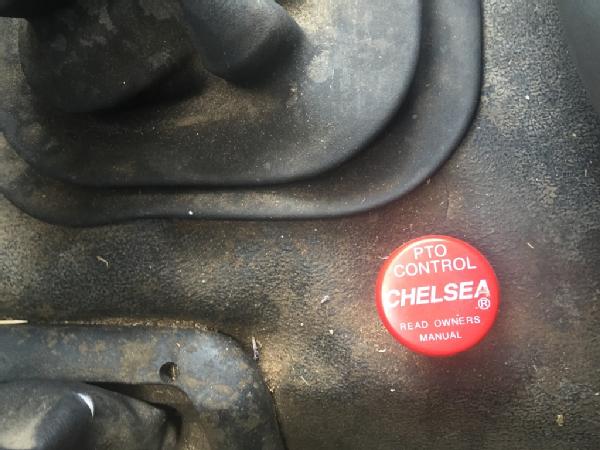 PTO
CONTROL
CHELSEA®
READ OWNERS
MANUAL